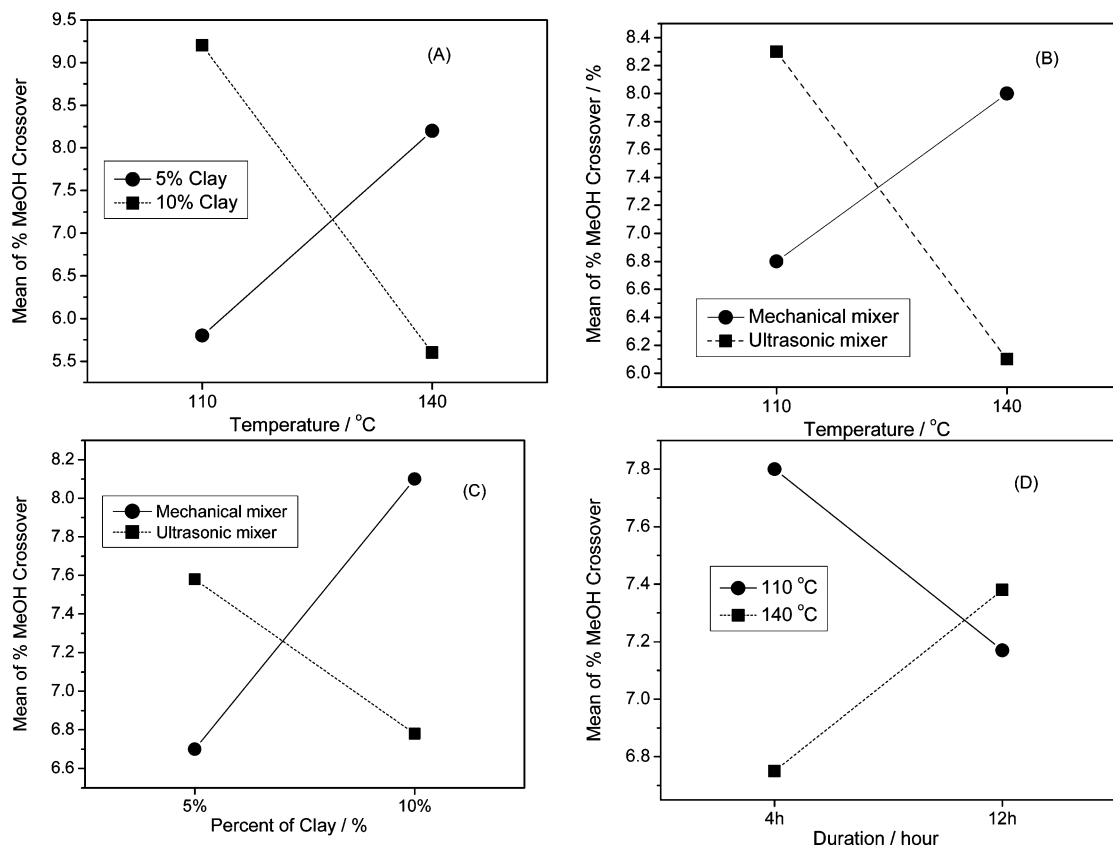 (A)
Mean of % MeOH Crossover
9.5
9.0
8.5
8.0
7.5
7.0
6.5
6.0
5.5
5% Clay
10% Clay
110
140
Temperature / °C
(B)
Mean of % MeOH Crossover / %
8.4
8.2
8.0
7.8
7.6
7.4
7.2
7.0
6.8
6.6
6.4
6.2
6.0
Mechanical mixer
Ultrasonic mixer
110
140
Temperature / °C
(C)
Mean of % MeOH Crossover
8.2
8.0
7.8
7.6
7.4
7.2
7.0
6.8
6.6
Mechanical mixer
Ultrasonic mixer
5%
10%
Percent of Clay / %
(D)
Mean of % MeOH Crossover
7.8
7.6
7.4
7.2
7.0
6.8
110 °C
140 °C
4h
12h
Duration / hour